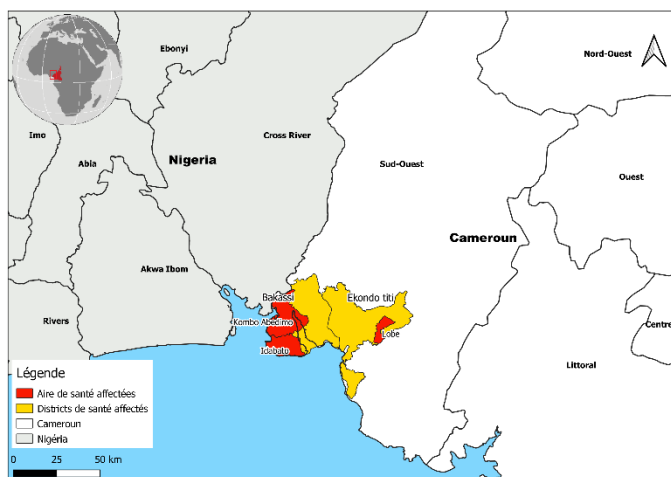 Ebonyi
Nord-Ouest
Imo
Cross River
Abia
Nigeria
Sud-Ouest
Ouest
Cameroun
Akwa Ibom
Bakassi
Ekondo titi
Rivers
Kombo Abedimo
Centre
Lobe
Idabato
Littoral
Légende
Aire de santé affectées
Districts de santé affectés
Cameroun
Nigéria
0 25 50 km